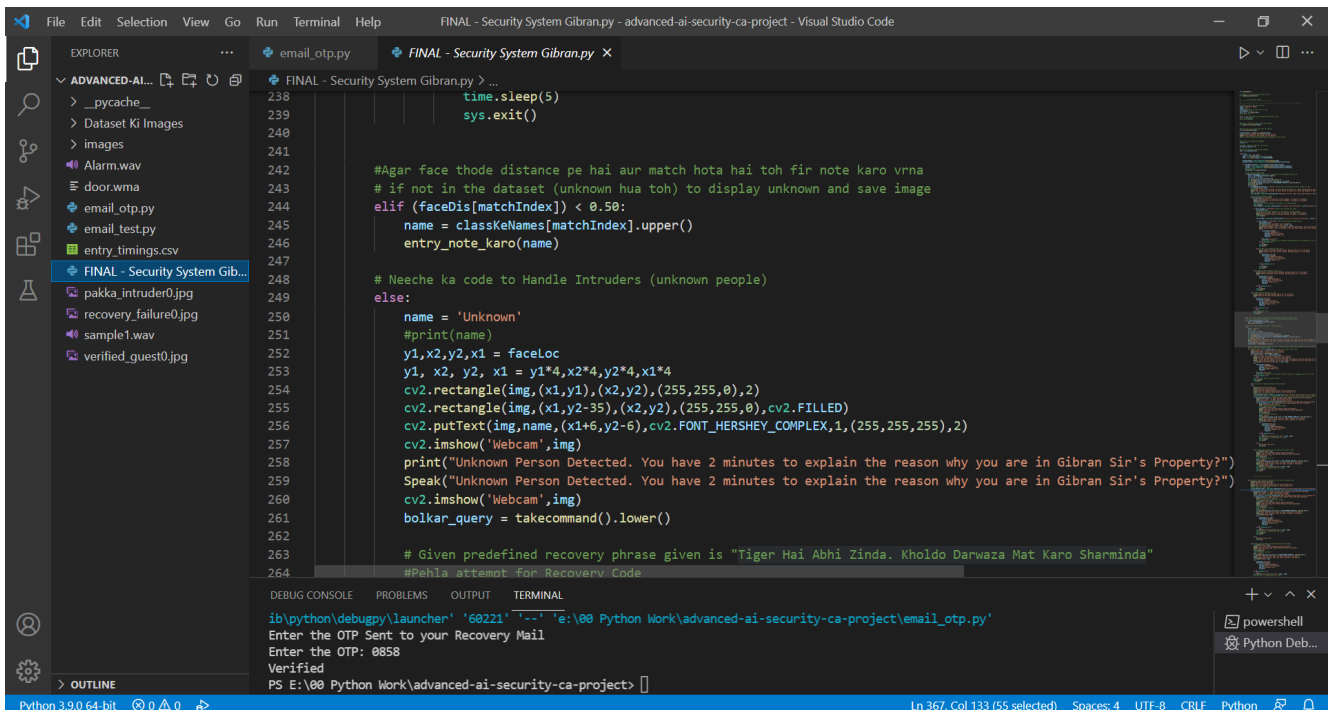 File Edit Selection View Go Run Terminal Help FINAL - Security System Gibran.py - advanced-ai-security-ca-project - Visual Studio Code
EXPLORER
ADVANCED-AI...
__pycache__
Dataset Ki Images
images
Alarm.wav
door.wma
email_otp.py
email_test.py
entry_timings.csv
FINAL - Security System Gib...
pakka_intruder0.jpg
recovery_failure0.jpg
sample1.wav
verified_guest0.jpg
OUTLINE
email_otp.py FINAL - Security System Gibran.py
FINAL - Security System Gibran.py > ...
238 time.sleep(5)
239 sys.exit()
240
241
242 #Agar face thode distance pe hai aur match hota hai toh fir note karo vrna
243 # if not in the dataset (unknown hua toh) to display unknown and save image
244 elif (faceDis[matchIndex]) < 0.50:
245 name = classKeNames[matchIndex].upper()
246 entry_note_karo(name)
247
248 # Neeche ka code to Handle Intruders (unknown people)
249 else:
250 name = 'Unknown'
251 #print(name)
252 y1,x2,y2,x1 = faceLoc
253 y1, x2, y2, x1 = y1*4,x2*4,y2*4,x1*4
254 cv2.rectangle(img,(x1,y1),(x2,y2),(255,255,0),2)
255 cv2.rectangle(img,(x1,y2-35),(x2,y2),(255,255,0),cv2.FILLED)
256 cv2.putText(img,name,(x1+6,y2-6),cv2.FONT_HERSHEY_COMPLEX,1,(255,255,255),2)
257 cv2.imshow('Webcam',img)
258 print("Unknown Person Detected. You have 2 minutes to explain the reason why you are in Gibran Sir's Property?")
259 Speak("Unknown Person Detected. You have 2 minutes to explain the reason why you are in Gibran Sir's Property?")
260 cv2.imshow('Webcam',img)
261 bolkar_query = takecommand().lower()
262
263 # Given predefined recovery phrase given is "Tiger Hai Abhi Zinda. Kholdo Darwaza Mat Karo Sharminda"
264 #Pehla attempt for Recovery Code
DEBUG CONSOLE PROBLEMS OUTPUT TERMINAL
ib\python\debugpy\launcher' '60221' '--' 'e:\00 Python Work\advanced-ai-security-ca-project\email_otp.py'
Enter the OTP Sent to your Recovery Mail
Enter the OTP: 0858
Verified
PS E:\00 Python Work\advanced-ai-security-ca-project>
powershell
Python Deb...
Python 3.9.0 64-bit 0 0 Ln 367, Col 133 (55 selected) Spaces: 4 UTF-8 CRLF Python